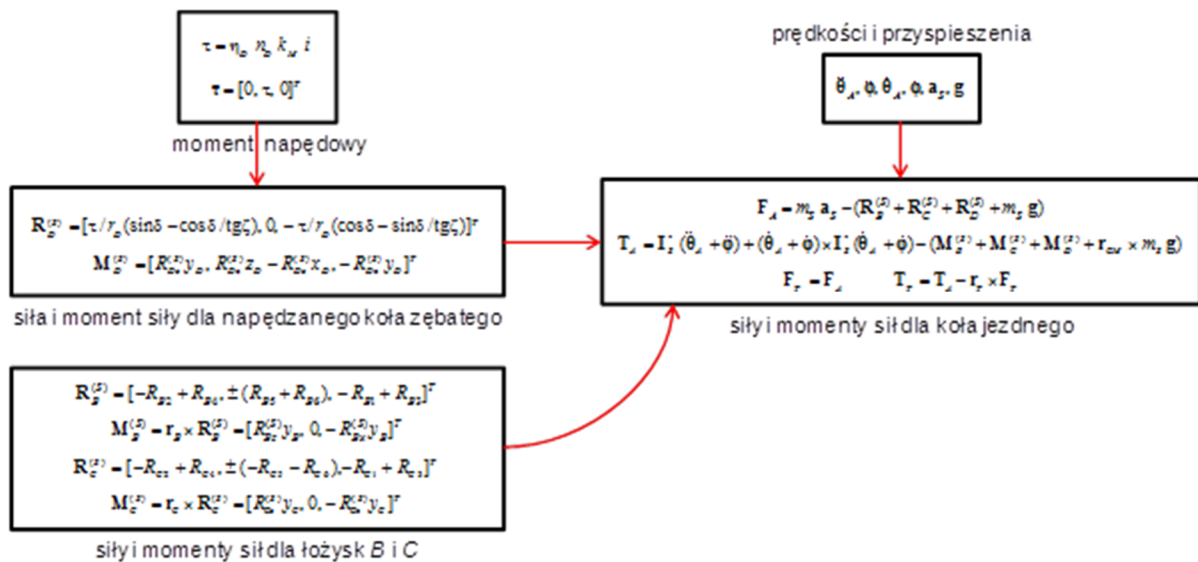 τ = η_D n_D k_M i
τ = [0, τ, 0]^T
moment napędowy
prędkości i przyspieszenia
θ̈_A, φ̈, θ̇_A, φ̇, a_S, g
R_D^(S) = [τ/r_D(sinδ − cosδ/tgζ), 0, − τ/r_D(cosδ − sinδ/tgζ)]^T
M_D^(S) = [R_Dz^(S) y_D, R_Dx^(S) z_D − R_Dz^(S) x_D, − R_Dx^(S) y_D]^T
siła i moment siły dla napędzanego koła zębatego
F_A = m_S a_S − (R_B^(S) + R_C^(S) + R_D^(S) + m_S g)
T_A = I_S^* (θ̈_A + φ̈) + (θ̇_A + φ̇) × I_S^* (θ̇_A + φ̇) − (M_B^(S) + M_C^(S) + M_D^(S) + r_CM × m_S g)
F_T = F_A T_T = T_A − r_T × F_T
siły i momenty sił dla koła jezdnego
R_B^(S) = [−R_B2 + R_B4, ±(R_B5 + R_B6), − R_B1 + R_B3]^T
M_B^(S) = r_B × R_B^(S) = [R_Bz^(S) y_B, 0, − R_Bx^(S) y_B]^T
R_C^(S) = [−R_C2 + R_C4, ±(−R_C5 − R_C6), −R_C1 + R_C3]^T
M_C^(S) = r_C × R_C^(S) = [R_Cz^(S) y_C, 0, − R_Cx^(S) y_C]^T
siły i momenty sił dla łożysk B i C